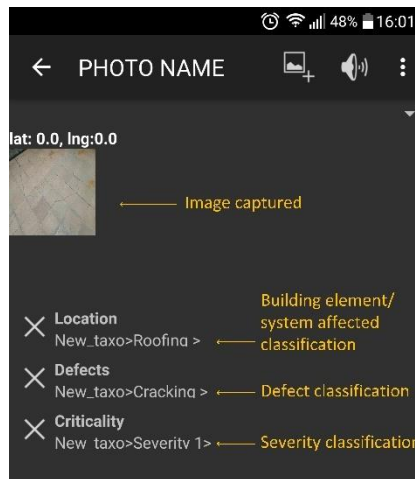 48% 16:01
PHOTO NAME
lat: 0.0, lng:0.0
Image captured
Building element/
system affected
classification
Location
New_taxo>Roofing >
Defects
New_taxo>Cracking >
Defect classification
Criticality
New_taxo>Severity 1>
Severity classification